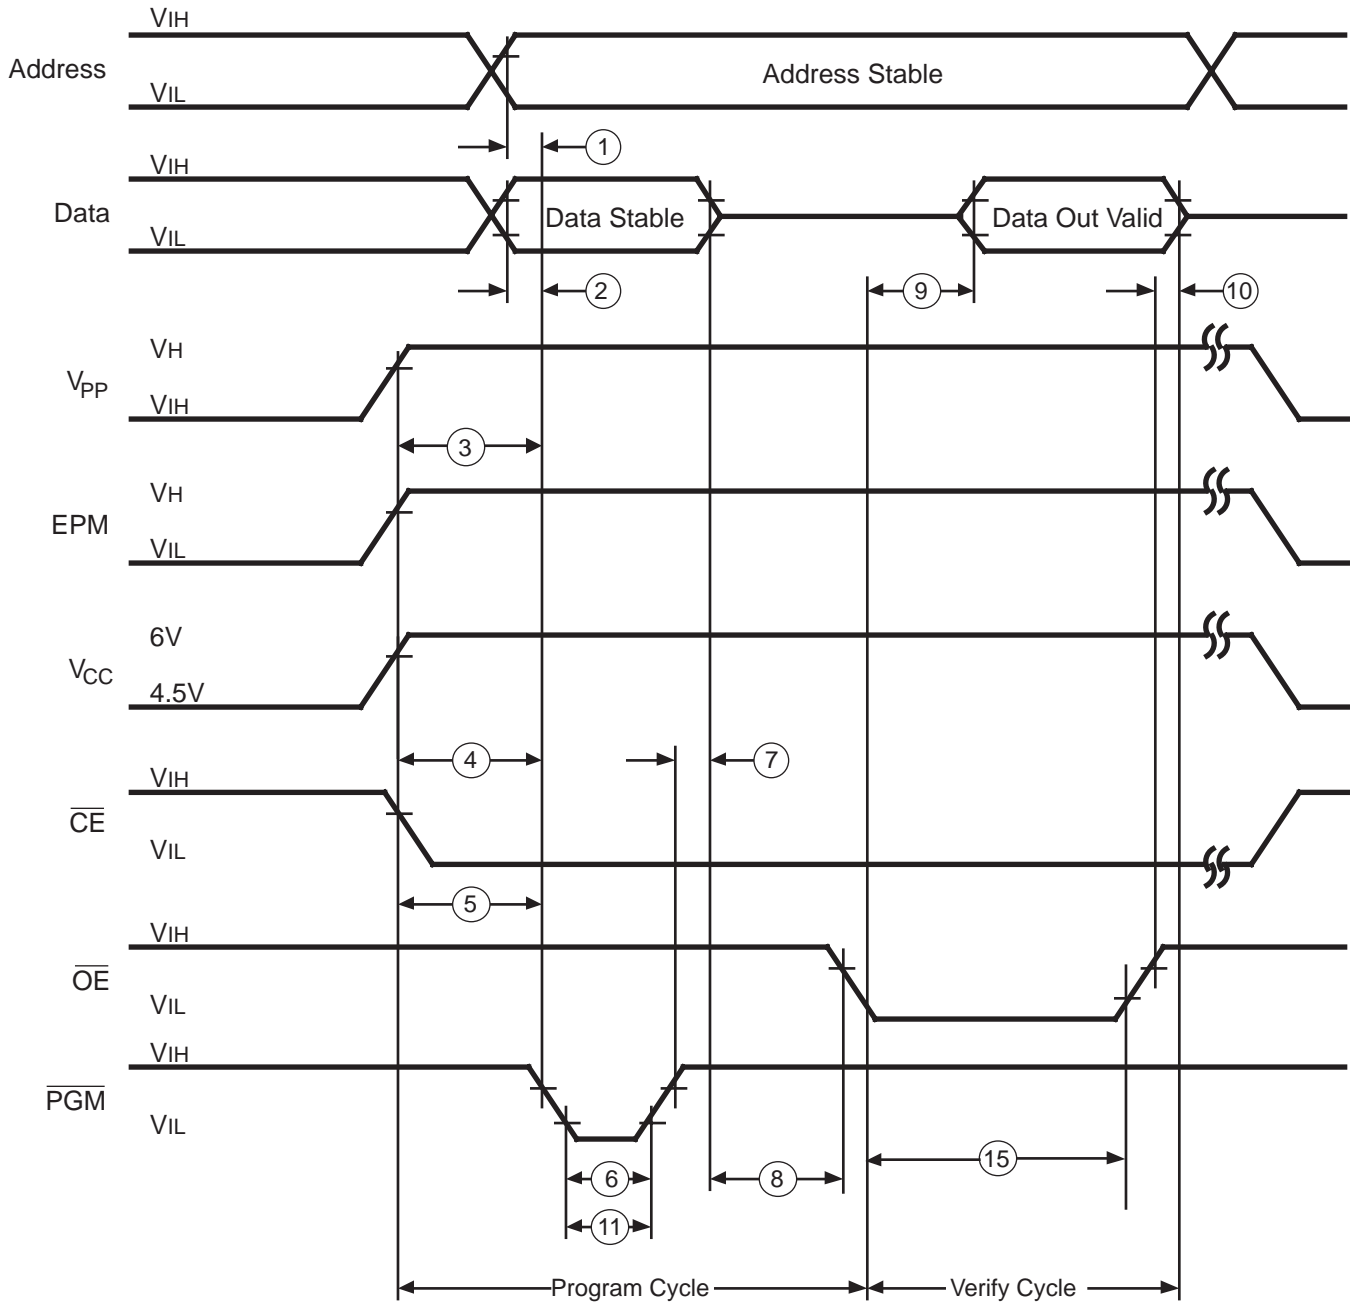 VIH
Address
Address Stable
VIL
1
VIH
Data
Data Stable
Data Out Valid
VIL
2
9
10
VH
VPP
VIH
3
VH
EPM
VIL
6V
VCC
4.5V
4
7
VIH
CE
VIL
5
VIH
OE
VIL
VIH
PGM
VIL
6
8
15
11
Program Cycle
Verify Cycle